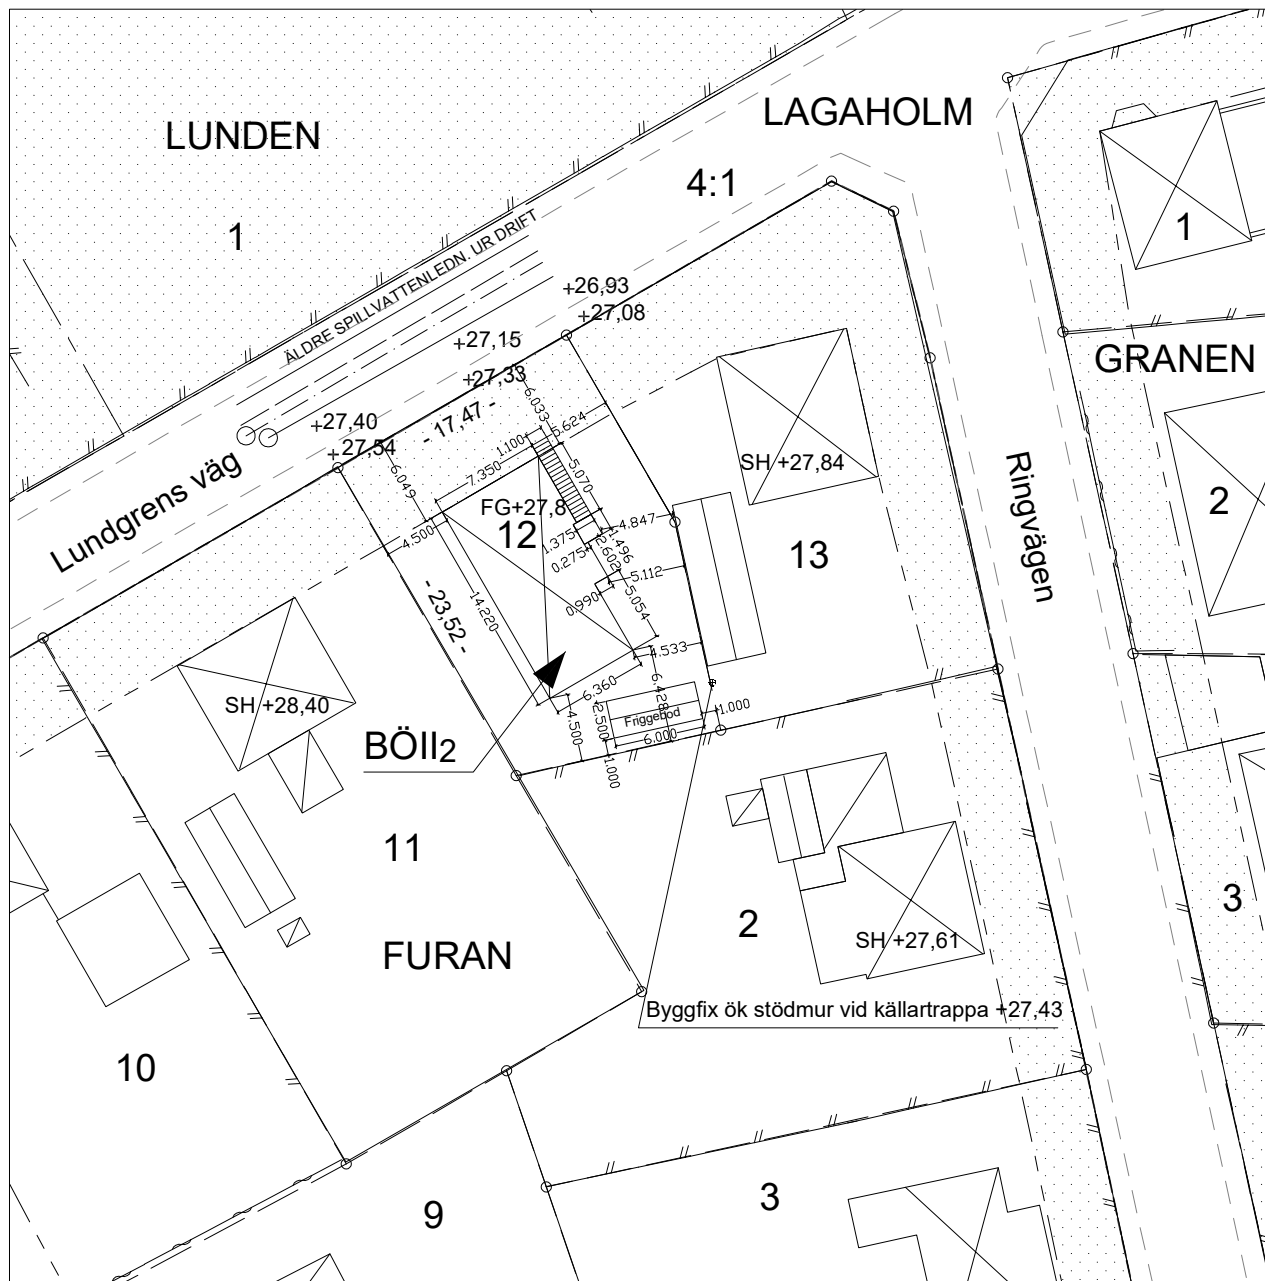 LUNDEN
1
LAGAHOLM
4:1
1
ÄLDRE SPILLVATTENLEDN. UR DRIFT
+26,93
+27,08
+27,15
+27,33
+27,40
+27,54
- 17,47 -
GRANEN
2
Lundgrens väg
6.033
5.624
1.100
7.350
6.049
5.070
FG+27,8
12
4.500
4.847
1.375
0.275
2.602
1.496
5.112
0.990
5.054
14.220
- 23,52 -
4.533
SH +27,84
13
Ringvägen
6.360
6.428
4.500
2.500
Friggebod
6.000
1.000
1.000
SH +28,40
BÖII2
11
FURAN
2
SH +27,61
3
Byggfix ök stödmur vid källartrappa +27,43
10
9
3